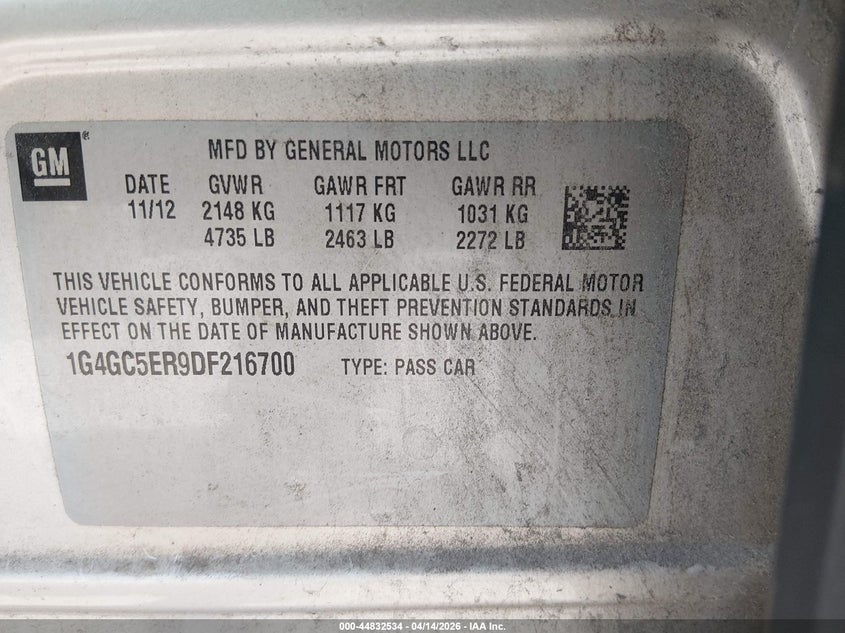 GM®
MFD BY GENERAL MOTORS LLC
DATE GVWR GAWR FRT GAWR RR
11/12 2148 KG 1117 KG 1031 KG
4735 LB 2463 LB 2272 LB
THIS VEHICLE CONFORMS TO ALL APPLICABLE U.S. FEDERAL MOTOR
VEHICLE SAFETY, BUMPER, AND THEFT PREVENTION STANDARDS IN
EFFECT ON THE DATE OF MANUFACTURE SHOWN ABOVE.
1G4GC5ER9DF216700 TYPE: PASS CAR
000-44832534 - 04/14/2026 - IAA Inc.